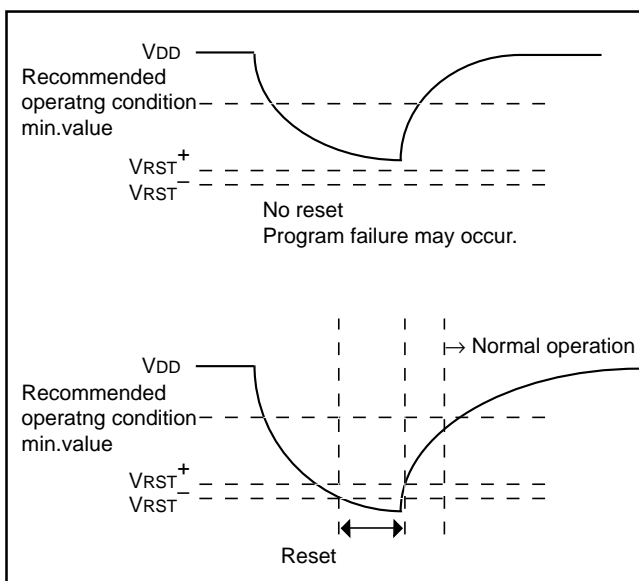 VDD
Recommended
operatng condition
min.value
VRST+
VRST−
No reset
Program failure may occur.
→ Normal operation
VDD
Recommended
operatng condition
min.value
VRST+
VRST−
Reset